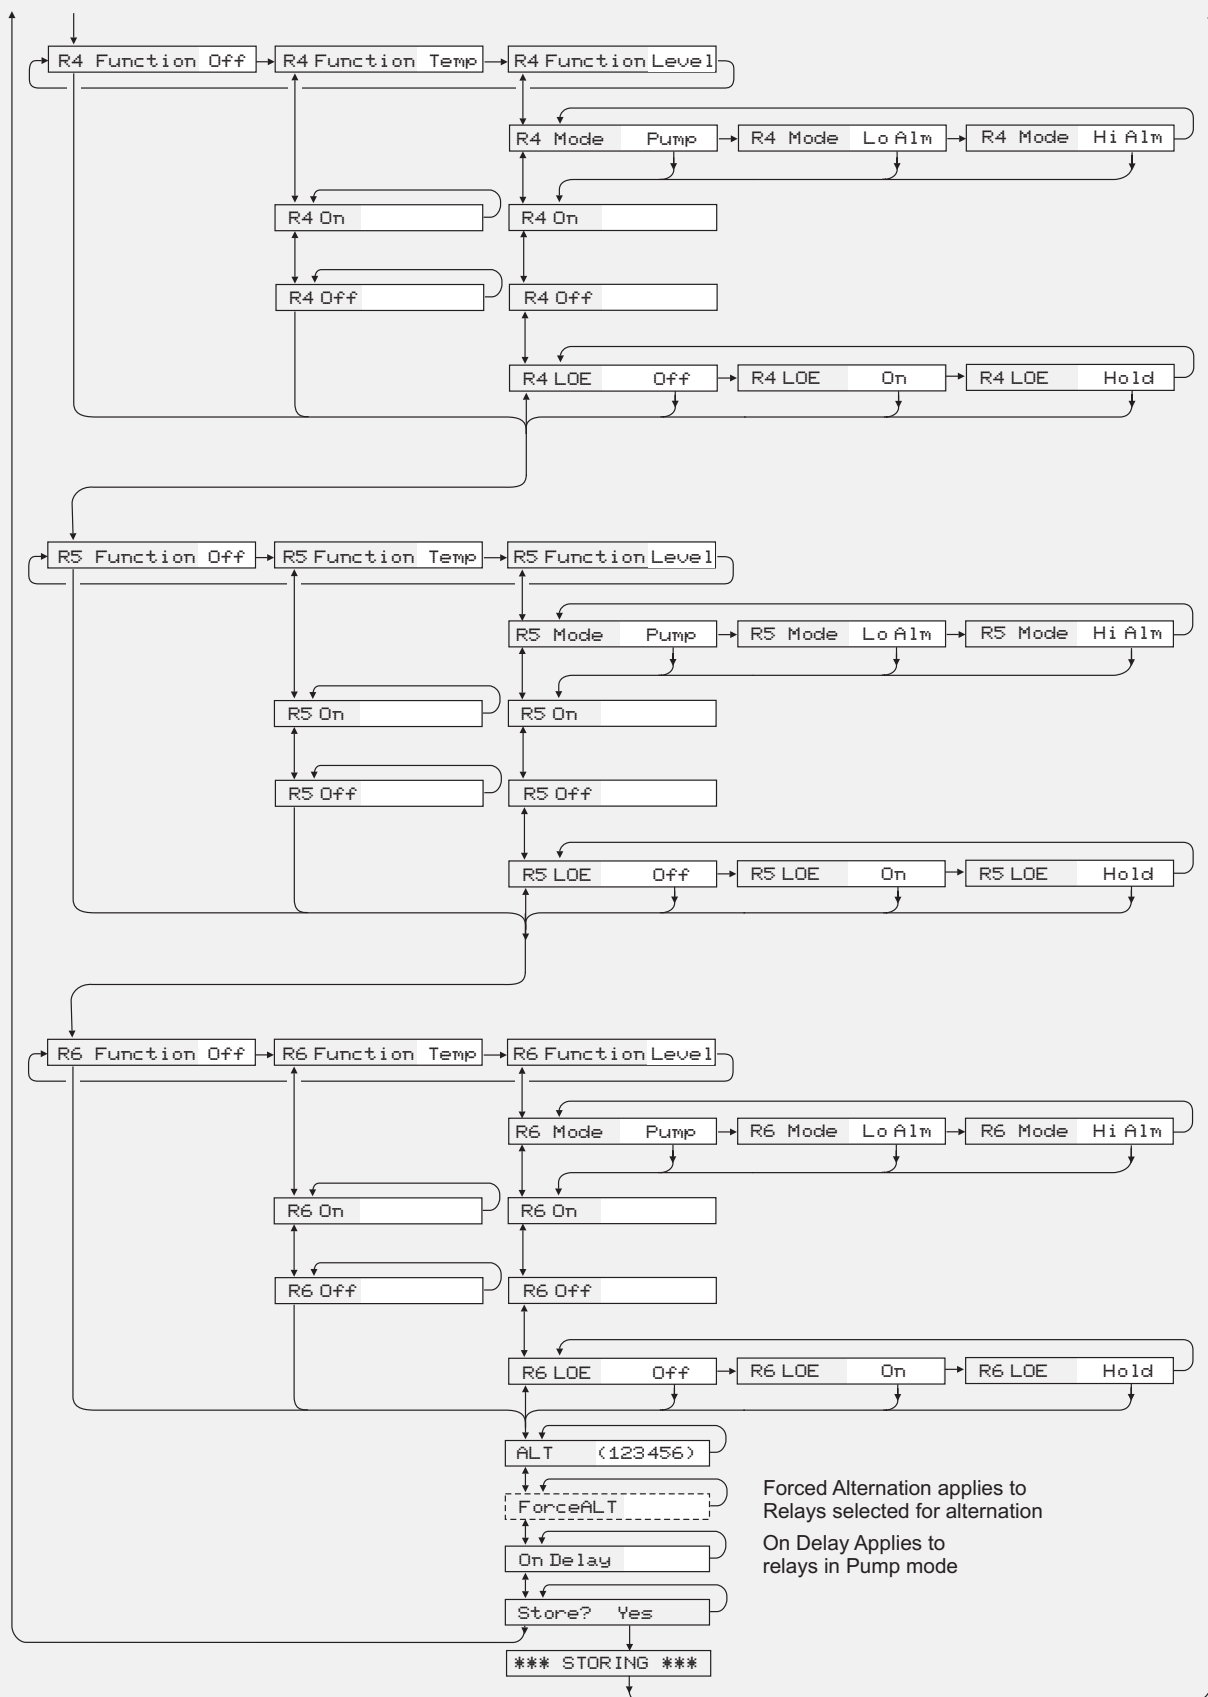 R4 Function Off R4 Function Temp R4 Function Level
R4 Mode Pump R4 Mode Lo Alm R4 Mode Hi Alm
R4 On R4 On
R4 Off R4 Off
R4 LOE Off R4 LOE On R4 LOE Hold
R5 Function Off R5 Function Temp R5 Function Level
R5 Mode Pump R5 Mode Lo Alm R5 Mode Hi Alm
R5 On R5 On
R5 Off R5 Off
R5 LOE Off R5 LOE On R5 LOE Hold
R6 Function Off R6 Function Temp R6 Function Level
R6 Mode Pump R6 Mode Lo Alm R6 Mode Hi Alm
R6 On R6 On
R6 Off R6 Off
R6 LOE Off R6 LOE On R6 LOE Hold
ALT (123456)
ForceALT
Forced Alternation applies to
Relays selected for alternation
On Delay
On Delay Applies to
relays in Pump mode
Store? Yes
*** STORING ***